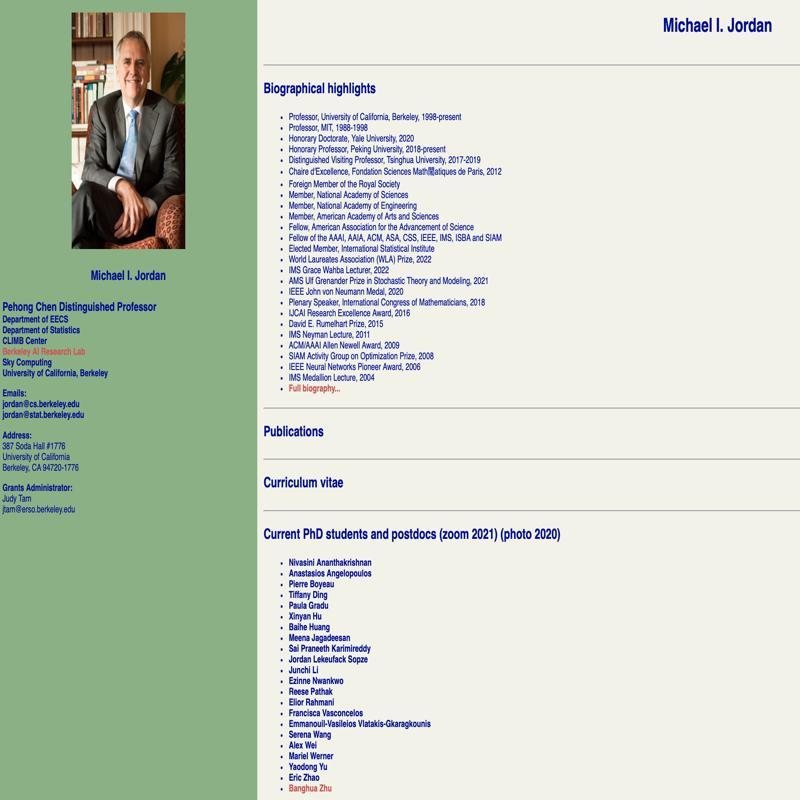 Michael I. Jordan
Michael I. Jordan
Pehong Chen Distinguished Professor
Department of EECS
Department of Statistics
CLIMB Center
Berkeley AI Research Lab
Sky Computing
University of California, Berkeley
Emails:
jordan@cs.berkeley.edu
jordan@stat.berkeley.edu
Address:
387 Soda Hall #1776
University of California
Berkeley, CA 94720-1776
Grants Administrator:
Judy Tam
jtam@erso.berkeley.edu
Biographical highlights
Professor, University of California, Berkeley, 1998-present
Professor, MIT, 1988-1998
Honorary Doctorate, Yale University, 2020
Honorary Professor, Peking University, 2018-present
Distinguished Visiting Professor, Tsinghua University, 2017-2019
Chaire d'Excellence, Fondation Sciences de Paris, 2012
Foreign Member of the Royal Society
Member, National Academy of Sciences
Member, National Academy of Engineering
Member, American Academy of Arts and Sciences
Fellow, American Association for the Advancement of Science
Fellow of the AAAI, AAIA, ACM, ASA, CSS, IEEE, IMS, ISBA and SIAM
Elected Member, International Statistical Institute
World Laureates Association (WLA) Prize, 2022
IMS Grace Wahba Lecturer, 2022
AMS Ulf Grenander Prize in Stochastic Theory and Modeling, 2021
IEEE John von Neumann Medal, 2020
Plenary Speaker, International Congress of Mathematicians, 2018
IJCAI Research Excellence Award, 2016
David E. Rumelhart Prize, 2015
IMS Neyman Lecture, 2011
ACM/AAAI Allen Newell Award, 2009
SIAM Activity Group on Optimization Prize, 2008
IEEE Neural Networks Pioneer Award, 2006
IMS Medallion Lecture, 2004
Full biography...
Publications
Curriculum vitae
Current PhD students and postdocs (zoom 2021) (photo 2020)
Nivasini Ananthakrishnan
Anastasios Angelopoulos
Pierre Boyeau
Tiffany Ding
Paula Gradu
Xinyan Hu
Baihe Huang
Meena Jagadeesan
Sai Praneeth Karimireddy
Jordan Lekeufack Sopze
Junchi Li
Ezinne Nwankwo
Reese Pathak
Elior Rahmani
Francisca Vasconcelos
Emmanouil-Vasileios Vlatakis-Gkaragkounis
Serena Wang
Alex Wei
Mariel Werner
Yaodong Yu
Eric Zhao
Banghua Zhu